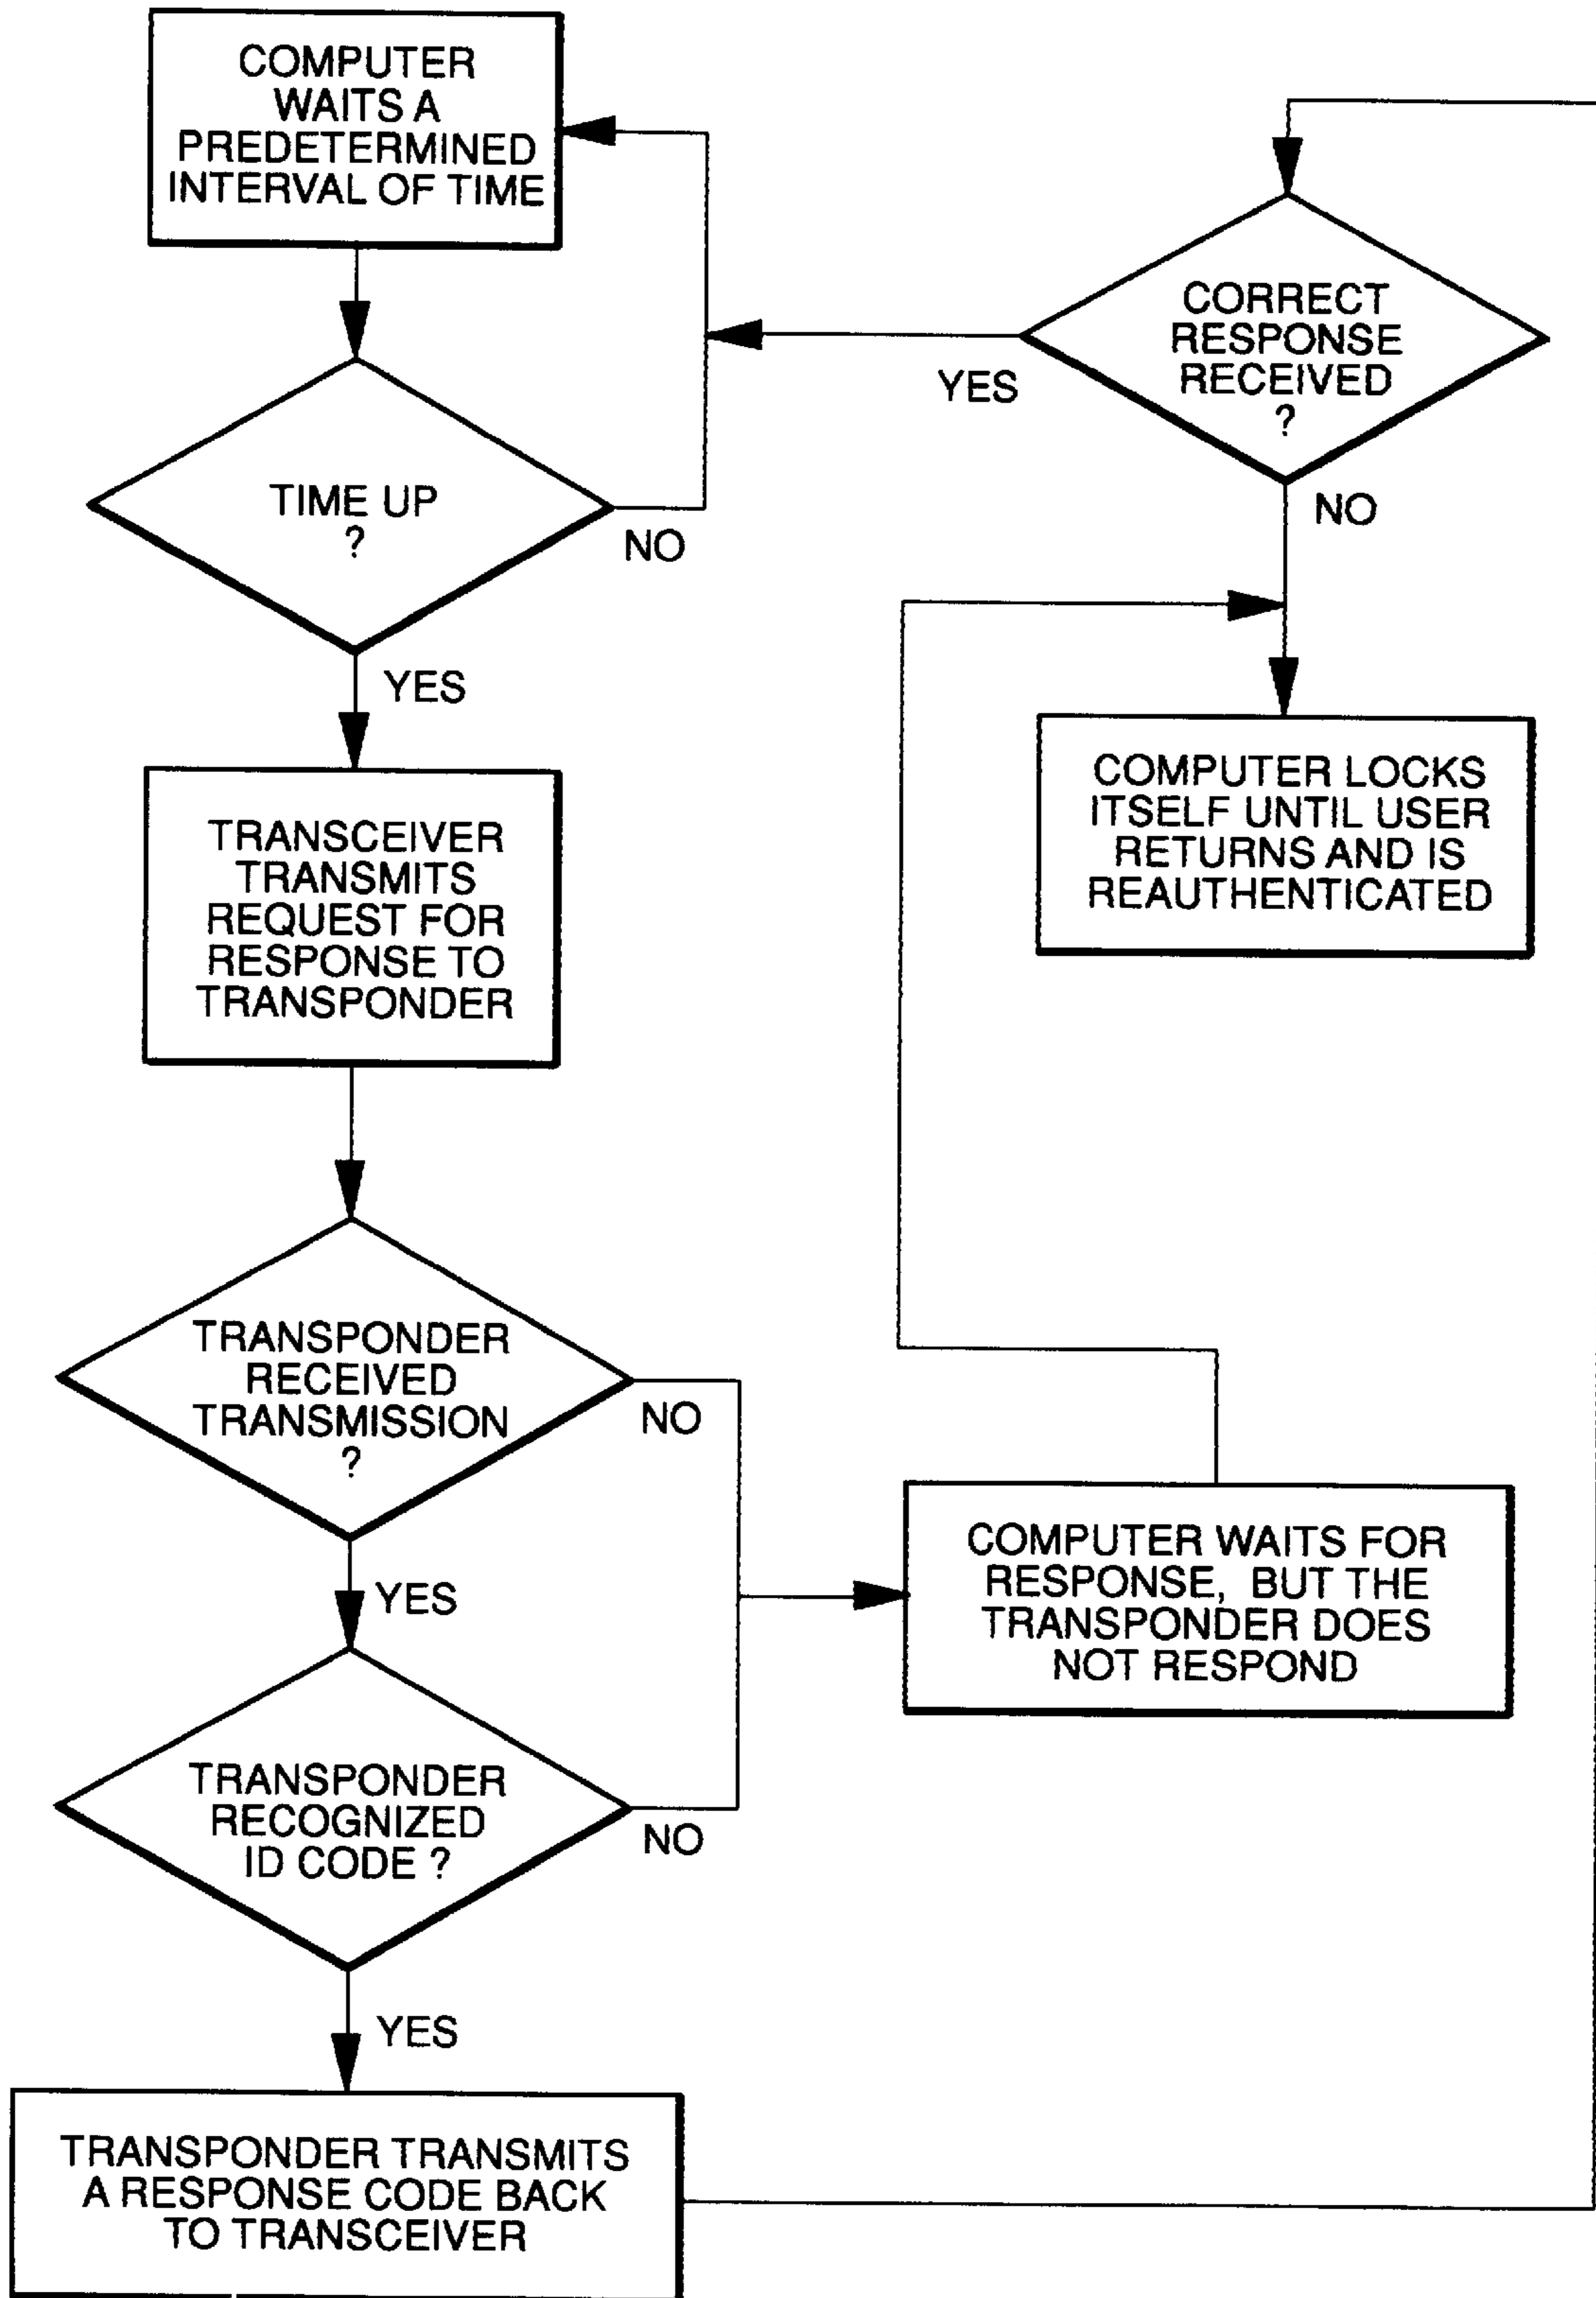 COMPUTER
WAITS A
PREDETERMINED
INTERVAL OF TIME
TIME UP
?
NO
YES
TRANSCEIVER
TRANSMITS
REQUEST FOR
RESPONSE TO
TRANSPONDER
TRANSPONDER
RECEIVED
TRANSMISSION
?
NO
YES
TRANSPONDER
RECOGNIZED
ID CODE ?
NO
YES
TRANSPONDER TRANSMITS
A RESPONSE CODE BACK
TO TRANSCEIVER
CORRECT
RESPONSE
RECEIVED
?
YES
NO
COMPUTER LOCKS
ITSELF UNTIL USER
RETURNS AND IS
REAUTHENTICATED
COMPUTER WAITS FOR
RESPONSE, BUT THE
TRANSPONDER DOES
NOT RESPOND